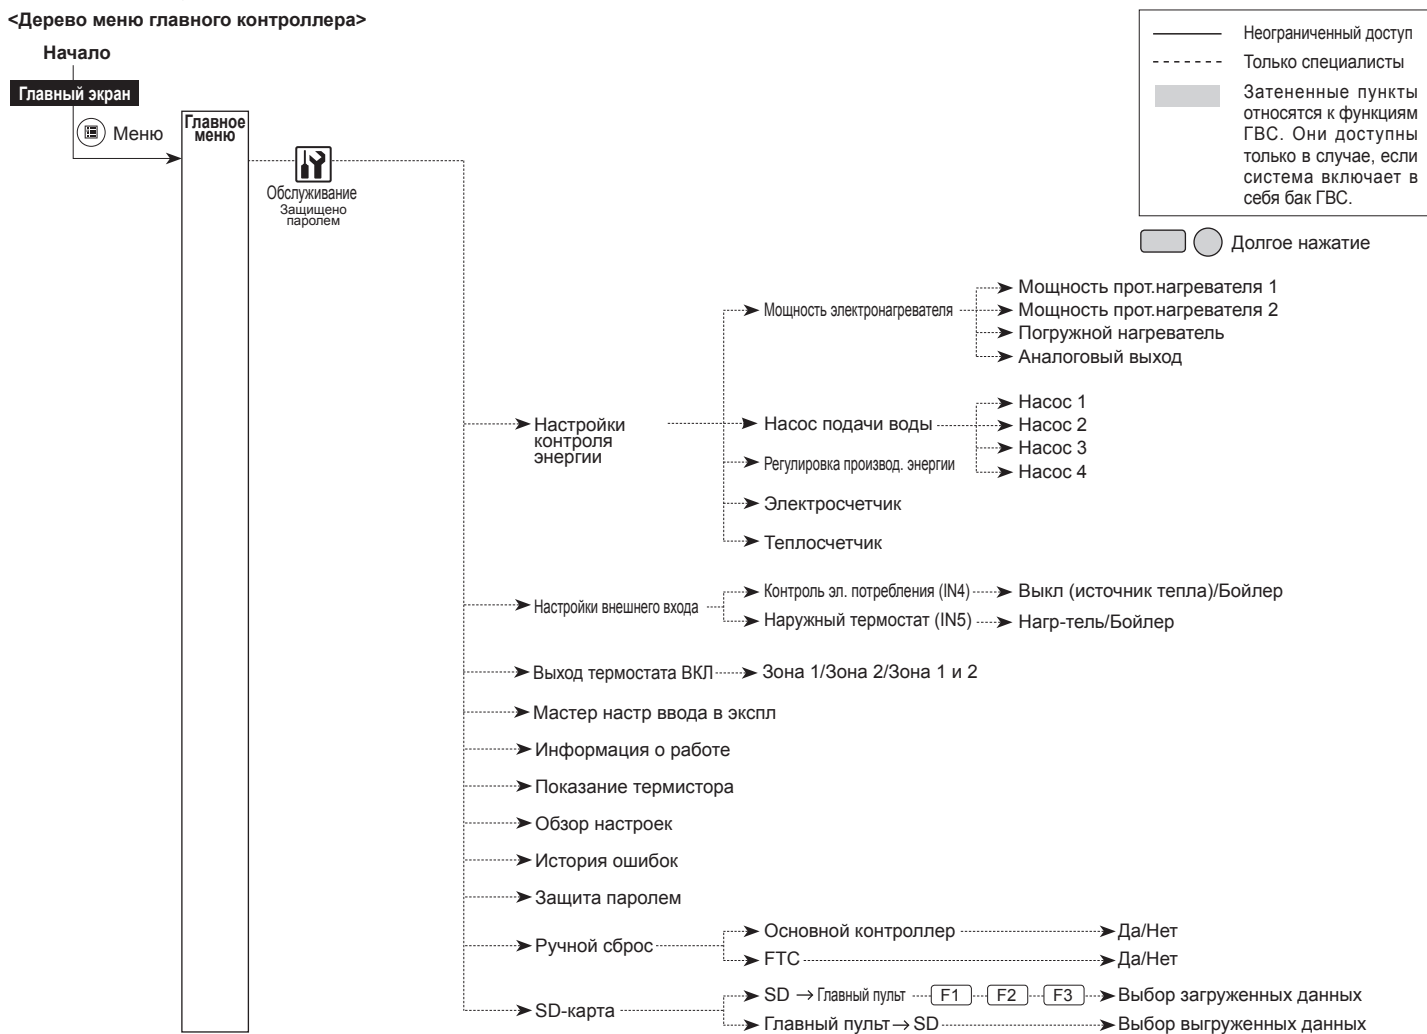 <Дерево меню главного контроллера>
Начало
Главный экран
Меню
Главное
меню
Обслуживание
Защищено
паролем
Неограниченный доступ
Только специалисты
Затененные пункты
относятся к функциям
ГВС. Они доступны
только в случае, если
система включает в
себя бак ГВС.
Долгое нажатие
Настройки
контроля
энергии
Мощность электронагревателя
Мощность прот.нагревателя 1
Мощность прот.нагревателя 2
Погружной нагреватель
Аналоговый выход
Насос подачи воды
Насос 1
Насос 2
Насос 3
Насос 4
Регулировка производ. энергии
Электросчетчик
Теплосчетчик
Настройки внешнего входа
Контроль эл. потребления (IN4)
Выкл (источник тепла)/Бойлер
Наружный термостат (IN5)
Нагр-тель/Бойлер
Выход термостата ВКЛ
Зона 1/Зона 2/Зона 1 и 2
Мастер настр ввода в экспл
Информация о работе
Показание термистора
Обзор настроек
История ошибок
Защита паролем
Ручной сброс
Основной контроллер
Да/Нет
FTC
Да/Нет
SD-карта
SD → Главный пульт
F1
F2
F3
Выбор загруженных данных
Главный пульт → SD
Выбор выгруженных данных